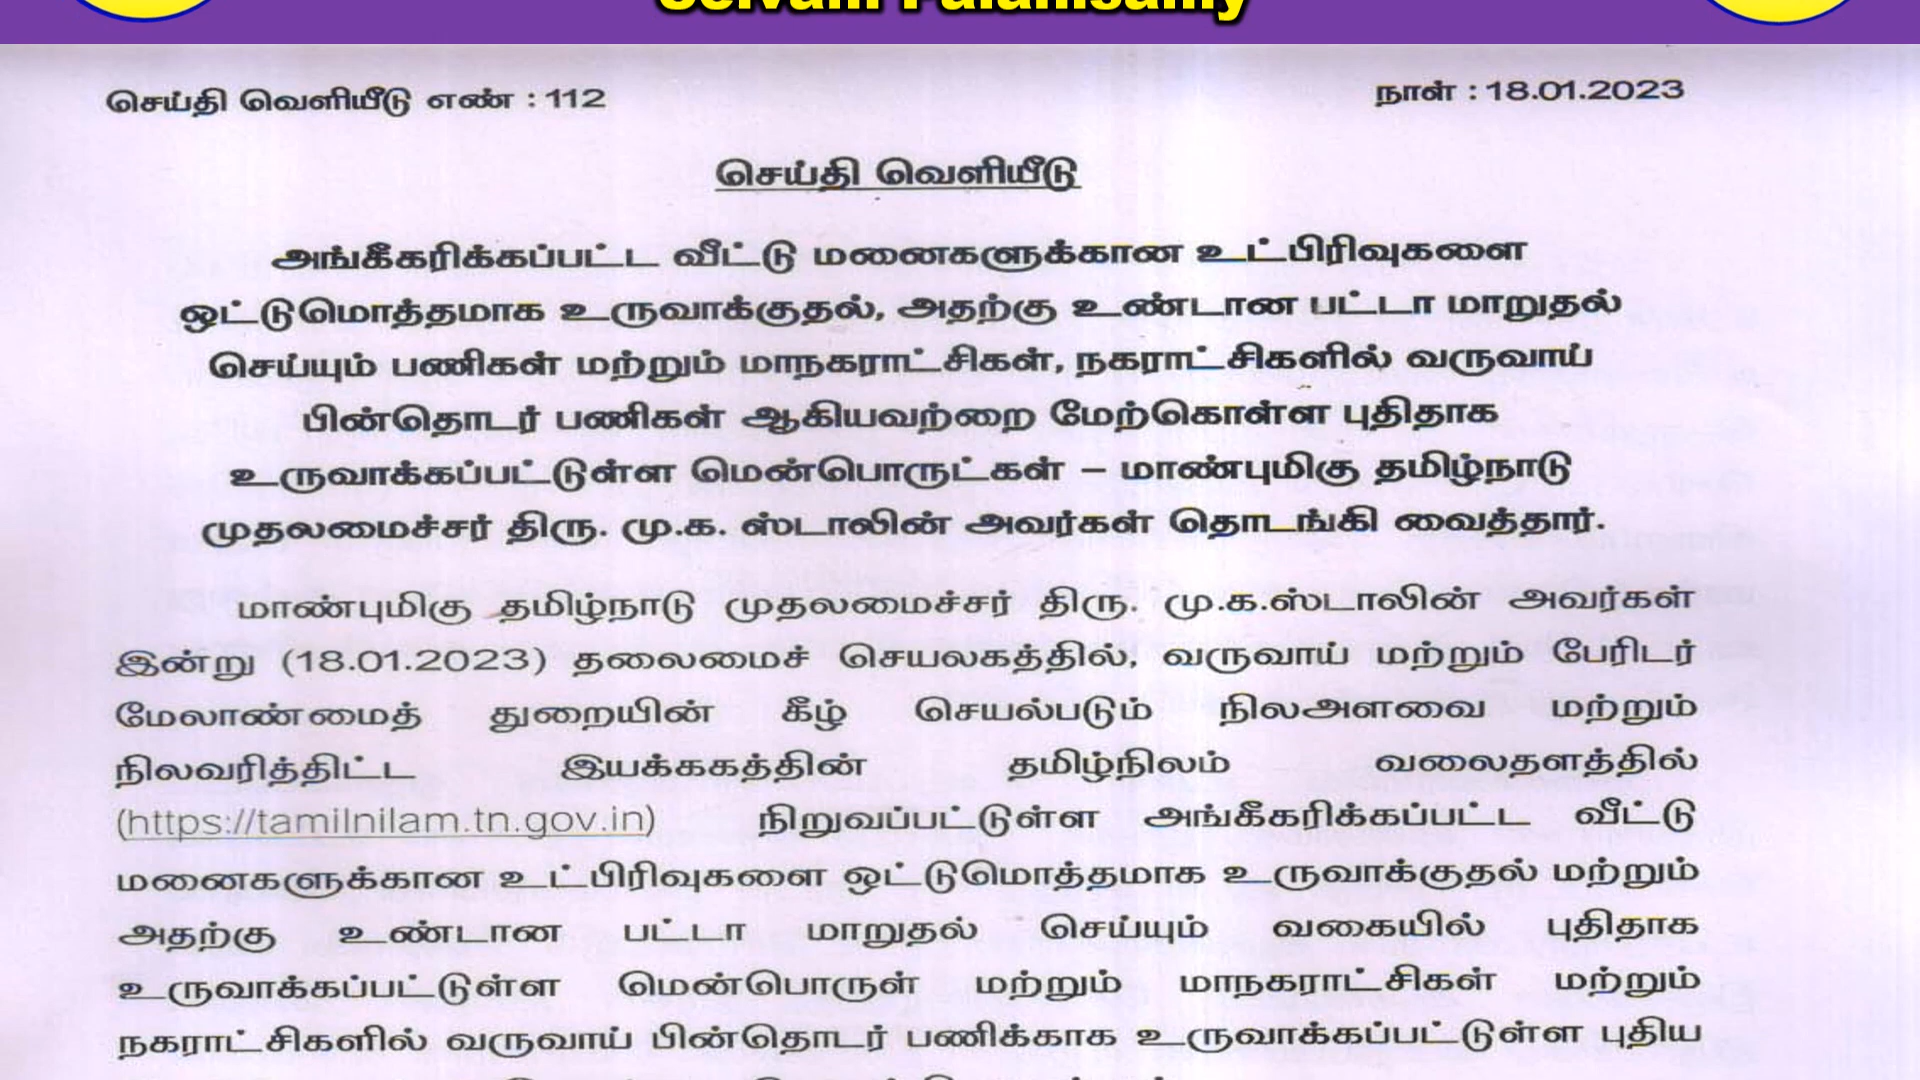 Selvam Palanisamy
செய்தி வெளியீடு எண் : 112
நாள் : 18.01.2023
செய்தி வெளியீடு
அங்கீகரிக்கப்பட்ட வீட்டு மனைகளுக்கான உட்பிரிவுகளை
ஒட்டுமொத்தமாக உருவாக்குதல், அதற்கு உண்டான பட்டா மாறுதல்
செய்யும் பணிகள் மற்றும் மாநகராட்சிகள், நகராட்சிகளில் வருவாய்
பின்தொடர் பணிகள் ஆகியவற்றை மேற்கொள்ள புதிதாக
உருவாக்கப்பட்டுள்ள மென்பொருட்கள் – மாண்புமிகு தமிழ்நாடு
முதலமைச்சர் திரு. மு.க. ஸ்டாலின் அவர்கள் தொடங்கி வைத்தார்.
மாண்புமிகு தமிழ்நாடு முதலமைச்சர் திரு. மு.க.ஸ்டாலின் அவர்கள்
இன்று (18.01.2023) தலைமைச் செயலகத்தில், வருவாய் மற்றும் பேரிடர்
மேலாண்மைத் துறையின் கீழ் செயல்படும் நிலஅளவை மற்றும்
நிலவரித்திட்ட இயக்ககத்தின் தமிழ்நிலம் வலைதளத்தில்
(https://tamilnilam.tn.gov.in) நிறுவப்பட்டுள்ள அங்கீகரிக்கப்பட்ட வீட்டு
மனைகளுக்கான உட்பிரிவுகளை ஒட்டுமொத்தமாக உருவாக்குதல் மற்றும்
அதற்கு உண்டான பட்டா மாறுதல் செய்யும் வகையில் புதிதாக
உருவாக்கப்பட்டுள்ள மென்பொருள் மற்றும் மாநகராட்சிகள் மற்றும்
நகராட்சிகளில் வருவாய் பின்தொடர் பணிக்காக உருவாக்கப்பட்டுள்ள புதிய